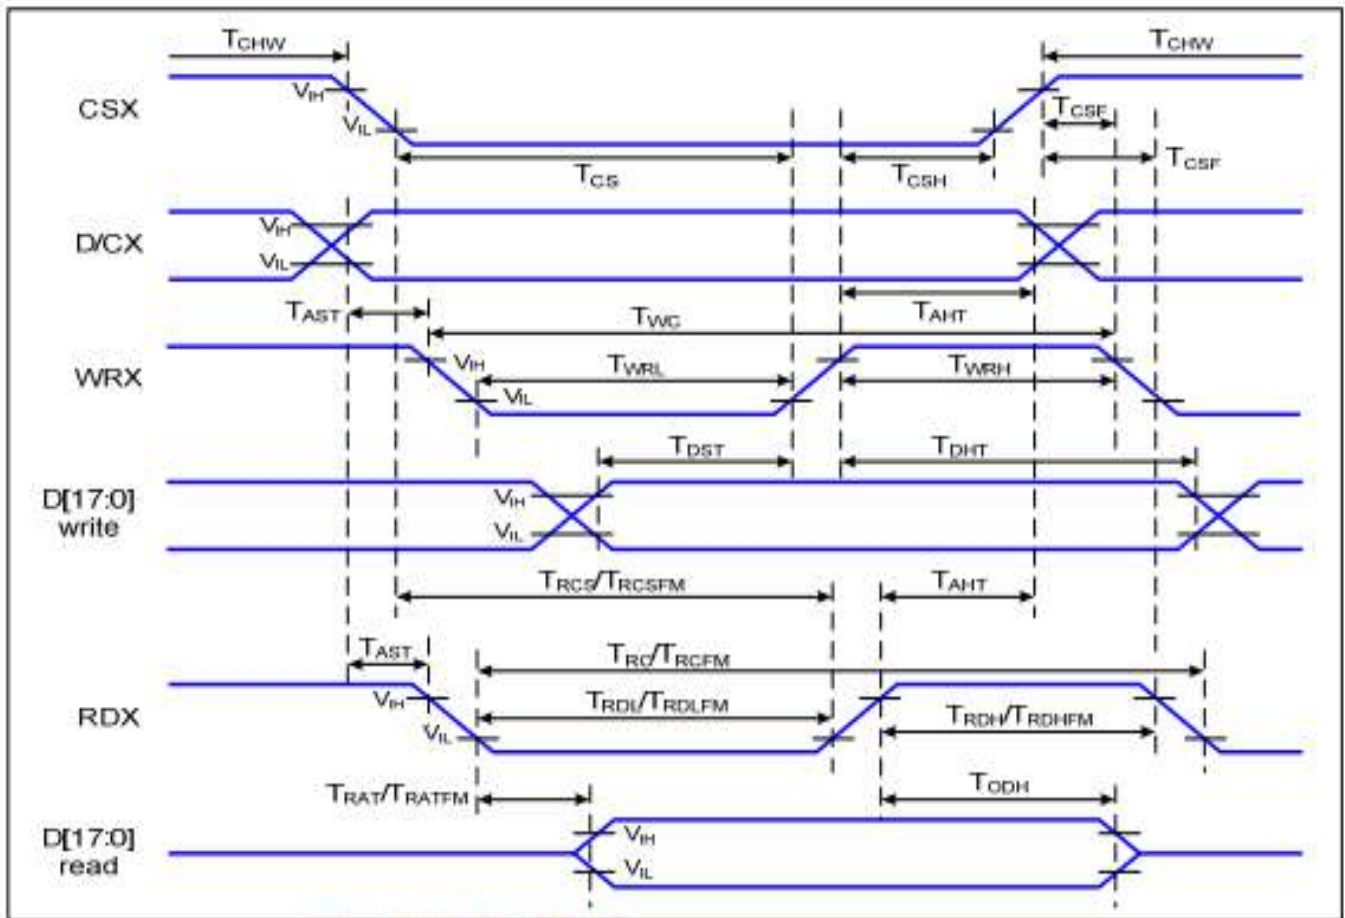 TCHW TCHW
CSX VIH
VIL
TCSF
TCS TCSH TCSF
D/CX VIH
VIL
TAST TWC TAHT
WRX VIH TWRL TWRH
VIL
TDST TDHT
D[17:0] VIH
write VIL
TRCS/TRCSFM TAHT
TAST TRC/TRCFM
RDX VIH TRDL/TRDLFM TRDH/TRDHFM
VIL
TRAT/TRATFM TODH
D[17:0] VIH
read VIL